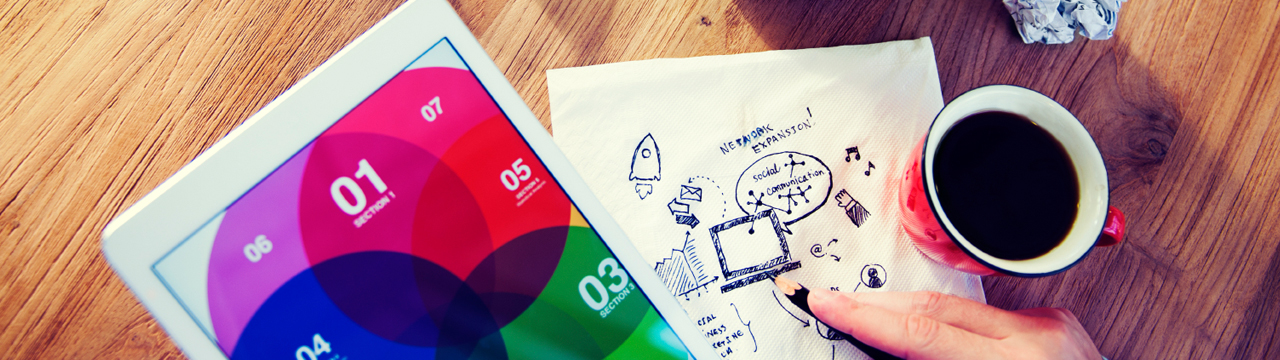 07
01
SECTION 1
05
06
03
SECTION 3
04
NETWORK
EXPANSION!
Social
communication
@